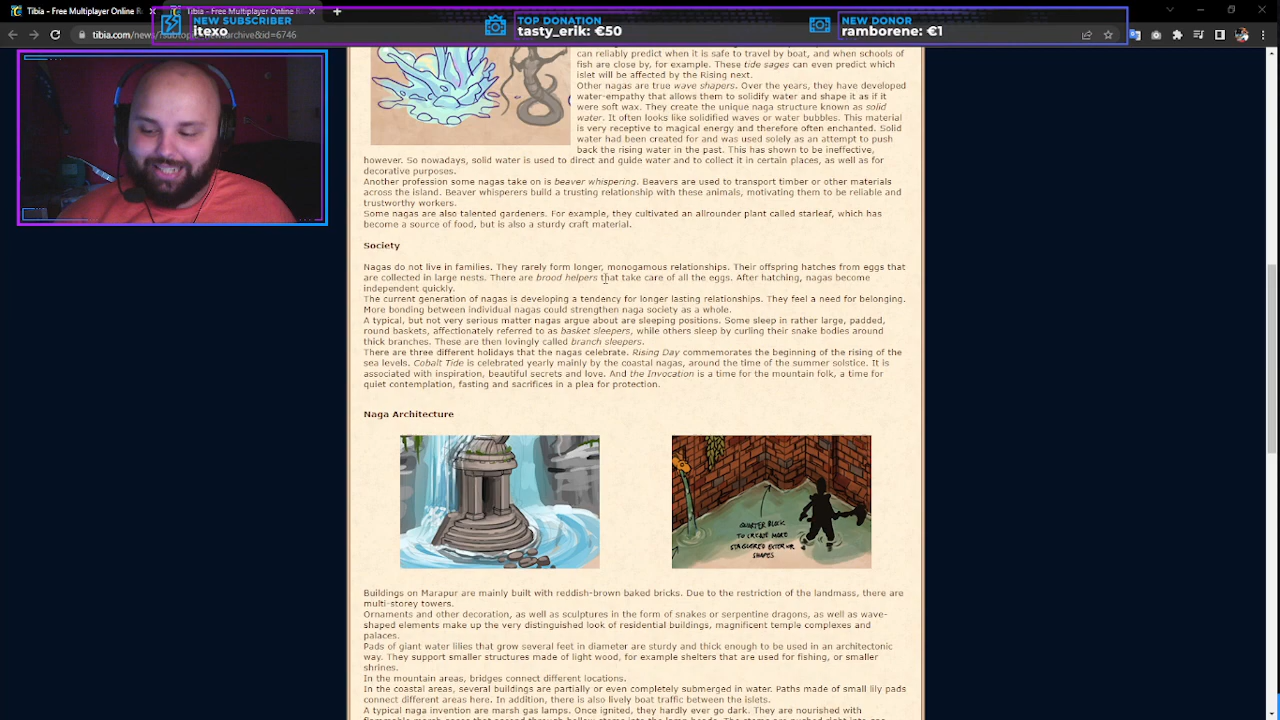 Tibia - Free Multiplayer Online R
Tibia - Free Multiplayer Online R
NEW SUBSCRIBER
itexo
TOP DONATION
tasty_erik: €50
NEW DONOR
ramborene: €1
tibia.com/news/?subtopic=newsarchive&id=6746
can reliably predict when it is safe to travel by boat, and when schools of
fish are close by, for example. These tide sages can even predict which
islet will be affected by the Rising next.
Other nagas are true wave shapers. Over the years, they have developed
water-empathy that allows them to solidify water and shape it as if it
were soft wax. They create the unique naga structure known as solid
water. It often looks like solidified waves or water bubbles. This material
is very receptive to magical energy and therefore often enchanted. Solid
water had been created for and was used solely as an attempt to push
back the rising water in the past. This has shown to be ineffective,
however. So nowadays, solid water is used to direct and guide water and to collect it in certain places, as well as for
decorative purposes.
Another profession some nagas take on is beaver whispering. Beavers are used to transport timber or other materials
across the island. Beaver whisperers build a trusting relationship with these animals, motivating them to be reliable and
trustworthy workers.
Some nagas are also talented gardeners. For example, they cultivated an allrounder plant called starleaf, which has
become a source of food, but is also a sturdy craft material.
Society
Nagas do not live in families. They rarely form longer, monogamous relationships. Their offspring hatches from eggs that
are collected in large nests. There are brood helpers that take care of all the eggs. After hatching, nagas become
independent quickly.
The current generation of nagas is developing a tendency for longer lasting relationships. They feel a need for belonging.
More bonding between individual nagas could strengthen naga society as a whole.
A typical, but not very serious matter nagas argue about are sleeping positions. Some sleep in rather large, padded,
round baskets, affectionately referred to as basket sleepers, while others sleep by curling their snake bodies around
thick branches. These are then lovingly called branch sleepers.
There are three different holidays that the nagas celebrate. Rising Day commemorates the beginning of the rising of the
sea levels. Cobalt Tide is celebrated yearly mainly by the coastal nagas, around the time of the summer solstice. It is
associated with inspiration, beautiful secrets and love. And the Invocation is a time for the mountain folk, a time for
quiet contemplation, fasting and sacrifices in a plea for protection.
Naga Architecture
QUARTER BLOCK
TO CREATE MORE
STAGGERED EXTERIOR
SHAPES
Buildings on Marapur are mainly built with reddish-brown baked bricks. Due to the restriction of the landmass, there are
multi-storey towers.
Ornaments and other decoration, as well as sculptures in the form of snakes or serpentine dragons, as well as wave-
shaped elements make up the very distinguished look of residential buildings, magnificent temple complexes and
palaces.
Pads of giant water lilies that grow several feet in diameter are sturdy and thick enough to be used in an architectonic
way. They support smaller structures made of light wood, for example shelters that are used for fishing, or smaller
shrines.
In the mountain areas, bridges connect different locations.
In the coastal areas, several buildings are partially or even completely submerged in water. Paths made of small lily pads
connect different areas here. In addition, there is also lively boat traffic between the islets.
A typical naga invention are marsh gas lamps. Once ignited, they hardly ever go dark. They are nourished with